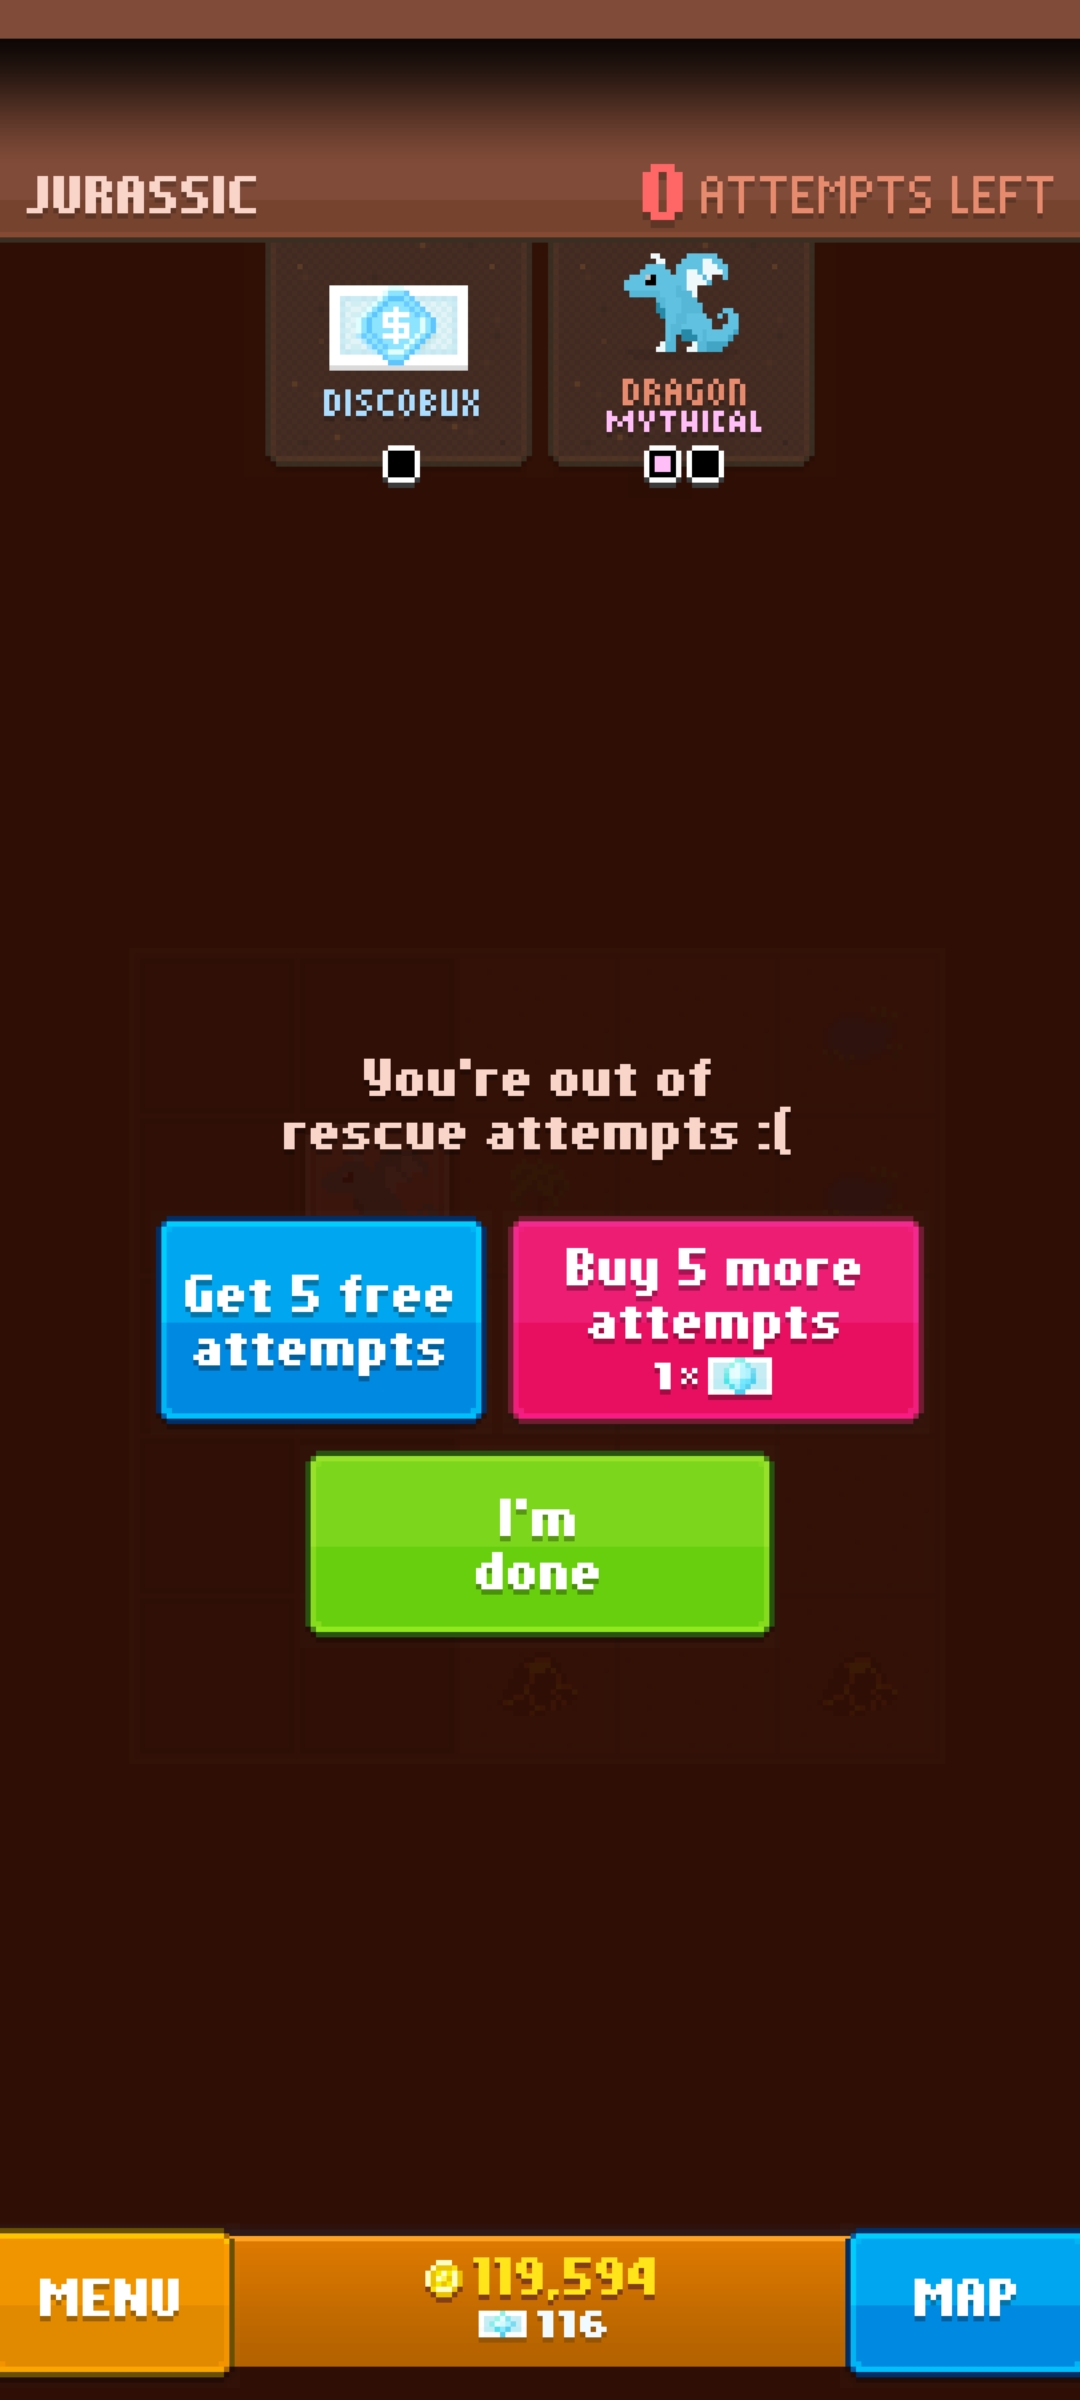 JURASSIC
0 ATTEMPTS LEFT
$
DISCOBUX
DRAGON
MYTHICAL
You're out of
rescue attempts :(
Get 5 free
attempts
Buy 5 more
attempts
1×
I'm
done
MENU
119,594
116
MAP